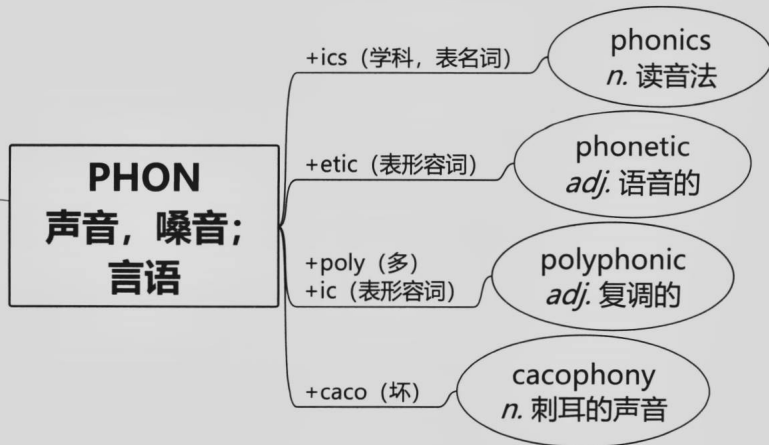 PHON
声音，嗓音；
言语
+ics（学科，表名词）
phonics
n. 读音法
+etic（表形容词）
phonetic
adj. 语音的
+poly（多）
+ic（表形容词）
polyphonic
adj. 复调的
+caco（坏）
cacophony
n. 刺耳的声音